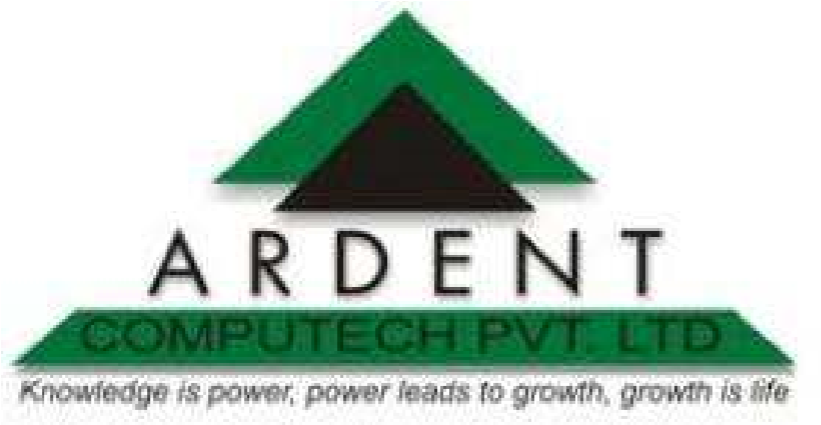 ARDENT
COMPUTECH PVT. LTD
Knowledge is power, power leads to growth, growth is life